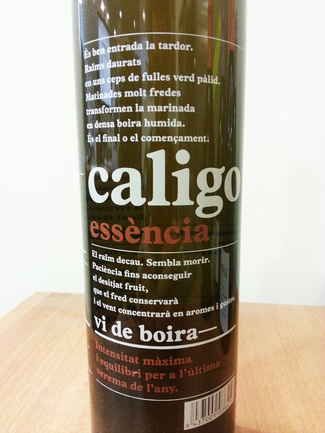 És ben entrada la tardor.
Raïms daurats
en una ceps de fulles verd pàlid.
Matinades molt fredes
transformen la marinada
en densa boira humida.
És el final o el començament.
caligo
essència
El raïm decau. Sembla morir.
Paciència fins aconseguir
el desitjat fruit,
que el fred conservarà
i el vent concentrarà en aromes i gustos.
vi de boira—
Intensitat màxima
i equilibri per a l'última
verema de l'any.